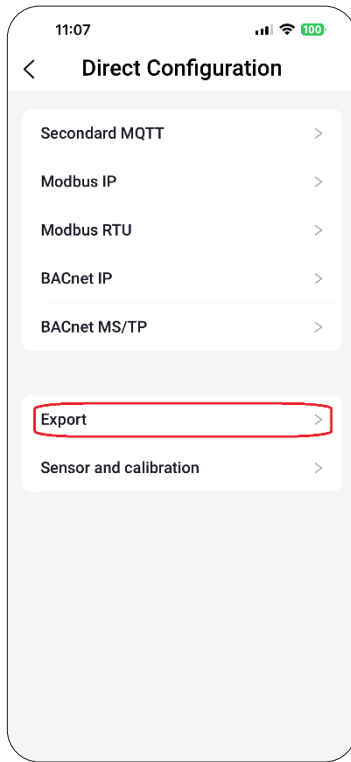 11:07
100
Direct Configuration
Secondard MQTT
Modbus IP
Modbus RTU
BACnet IP
BACnet MS/TP
Export
Sensor and calibration